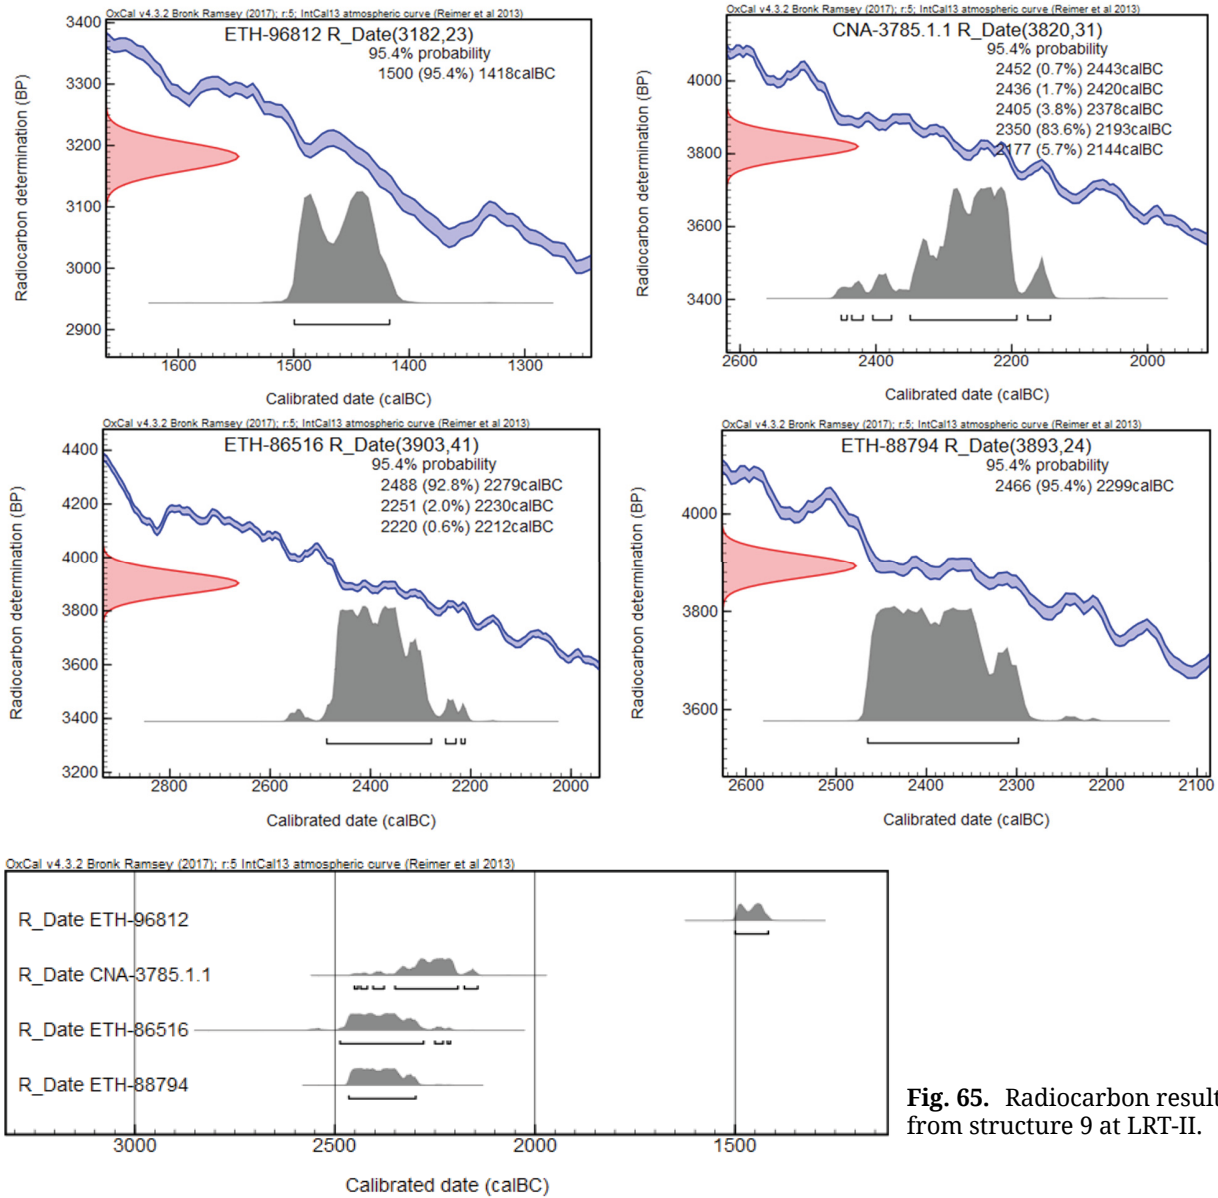 OxCal v4.3.2 Bronk Ramsey (2017); r:5; IntCal13 atmospheric curve (Reimer et al 2013)
ETH-96812 R_Date(3182,23)
95.4% probability
1500 (95.4%) 1418calBC
Radiocarbon determination (BP)
3400
3300
3200
3100
3000
2900
1600
1500
1400
1300
Calibrated date (calBC)
OxCal v4.3.2 Bronk Ramsey (2017); r:5; IntCal13 atmospheric curve (Reimer et al 2013)
CNA-3785.1.1 R_Date(3820,31)
95.4% probability
2452 (0.7%) 2443calBC
2436 (1.7%) 2420calBC
2405 (3.8%) 2378calBC
2350 (83.6%) 2193calBC
2177 (5.7%) 2144calBC
Radiocarbon determination (BP)
4000
3800
3600
3400
2600
2400
2200
2000
Calibrated date (calBC)
OxCal v4.3.2 Bronk Ramsey (2017); r:5; IntCal13 atmospheric curve (Reimer et al 2013)
ETH-86516 R_Date(3903,41)
95.4% probability
2488 (92.8%) 2279calBC
2251 (2.0%) 2230calBC
2220 (0.6%) 2212calBC
Radiocarbon determination (BP)
4400
4200
4000
3800
3600
3400
3200
2800
2600
2400
2200
2000
Calibrated date (calBC)
OxCal v4.3.2 Bronk Ramsey (2017); r:5; IntCal13 atmospheric curve (Reimer et al 2013)
ETH-88794 R_Date(3893,24)
95.4% probability
2466 (95.4%) 2299calBC
Radiocarbon determination (BP)
4000
3800
3600
2600
2500
2400
2300
2200
2100
Calibrated date (calBC)
OxCal v4.3.2 Bronk Ramsey (2017); r:5 IntCal13 atmospheric curve (Reimer et al 2013)
R_Date ETH-96812
R_Date CNA-3785.1.1
R_Date ETH-86516
R_Date ETH-88794
3000
2500
2000
1500
Calibrated date (calBC)
Fig. 65. Radiocarbon result
from structure 9 at LRT-II.